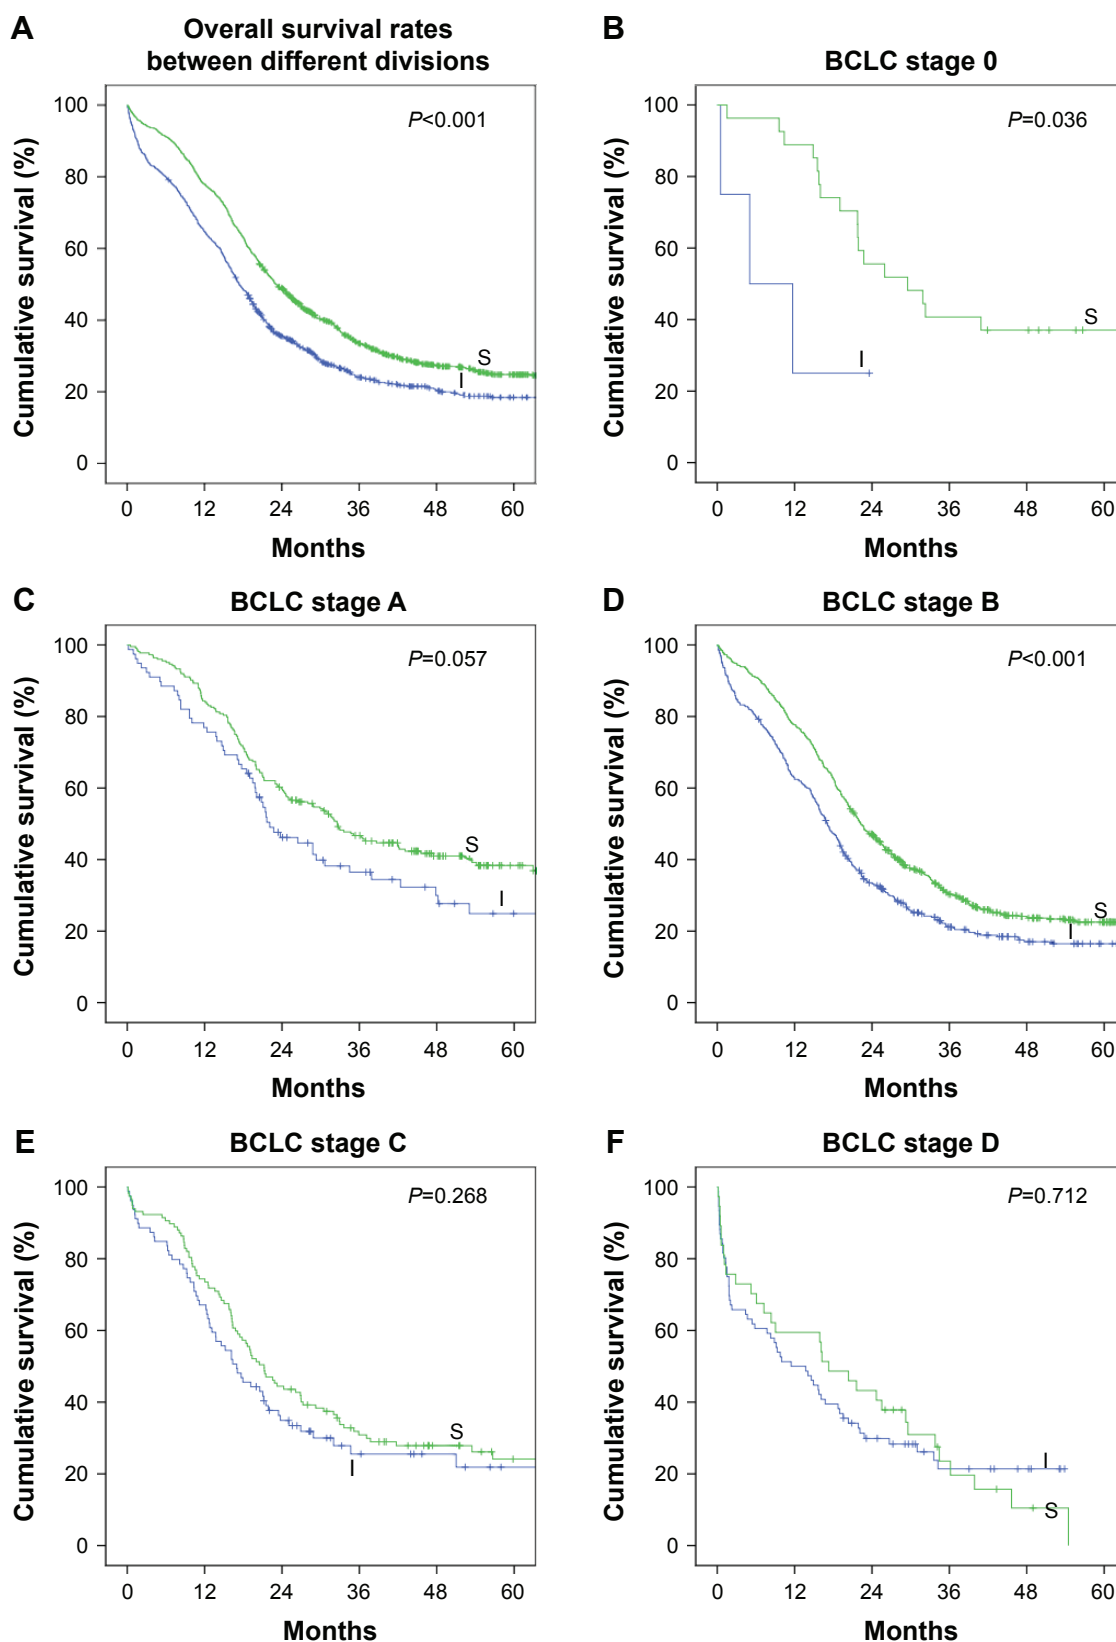 A
Overall survival rates
between different divisions
P<0.001
Cumulative survival (%)
100
80
60
40
20
0
S
I
0 12 24 36 48 60
Months
B
BCLC stage 0
P=0.036
Cumulative survival (%)
100
80
60
40
20
0
S
I
0 12 24 36 48 60
Months
C
BCLC stage A
P=0.057
Cumulative survival (%)
100
80
60
40
20
0
S
I
0 12 24 36 48 60
Months
D
BCLC stage B
P<0.001
Cumulative survival (%)
100
80
60
40
20
0
S
I
0 12 24 36 48 60
Months
E
BCLC stage C
P=0.268
Cumulative survival (%)
100
80
60
40
20
0
S
I
0 12 24 36 48 60
Months
F
BCLC stage D
P=0.712
Cumulative survival (%)
100
80
60
40
20
0
I
S
0 12 24 36 48 60
Months